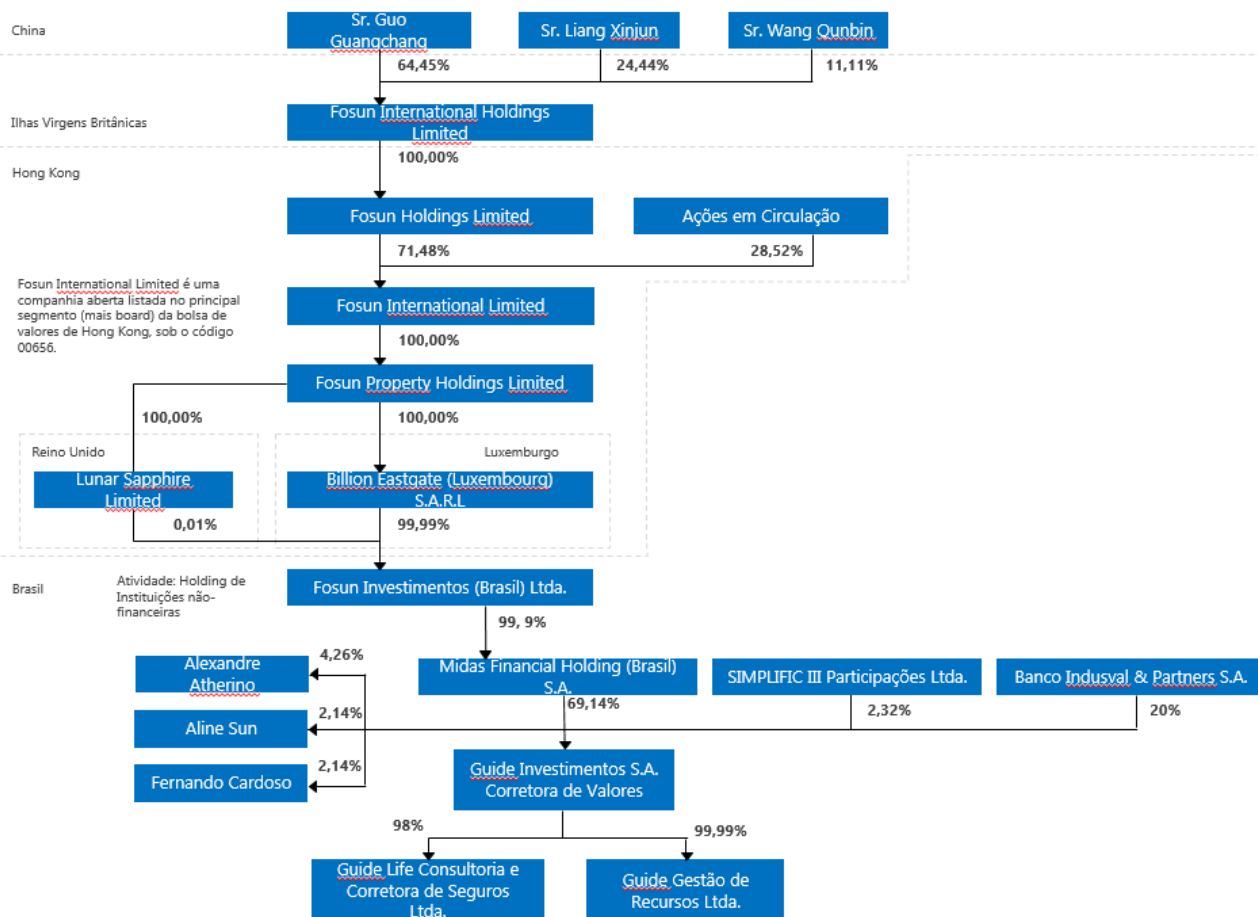 China
Sr. Guo
Guangchang
Sr. Liang Xinjun
Sr. Wang Qunbin
64,45%
24,44%
11,11%
Ilhas Virgens Britânicas
Fosun International Holdings
Limited
100,00%
Hong Kong
Fosun Holdings Limited
Ações em Circulação
71,48%
28,52%
Fosun International Limited é uma
companhia aberta listada no principal
segmento (mais board) da bolsa de
valores de Hong Kong, sob o código
00656.
Fosun International Limited
100,00%
Fosun Property Holdings Limited
100,00%
100,00%
Reino Unido
Luxemburgo
Lunar Sapphire
Limited
Billion Eastgate (Luxembourg)
S.A.R.L
0,01%
99,99%
Brasil
Atividade: Holding de
Instituições não-
financeiras
Fosun Investimentos (Brasil) Ltda.
99, 9%
Alexandre
Atherino
4,26%
Midas Financial Holding (Brasil)
S.A.
SIMPLIFIC III Participações Ltda.
Banco Indusval & Partners S.A.
69,14%
2,32%
20%
Aline Sun
2,14%
Fernando Cardoso
2,14%
Guide Investimentos S.A.
Corretora de Valores
98%
99,99%
Guide Life Consultoria e
Corretora de Seguros
Ltda.
Guide Gestão de
Recursos Ltda.